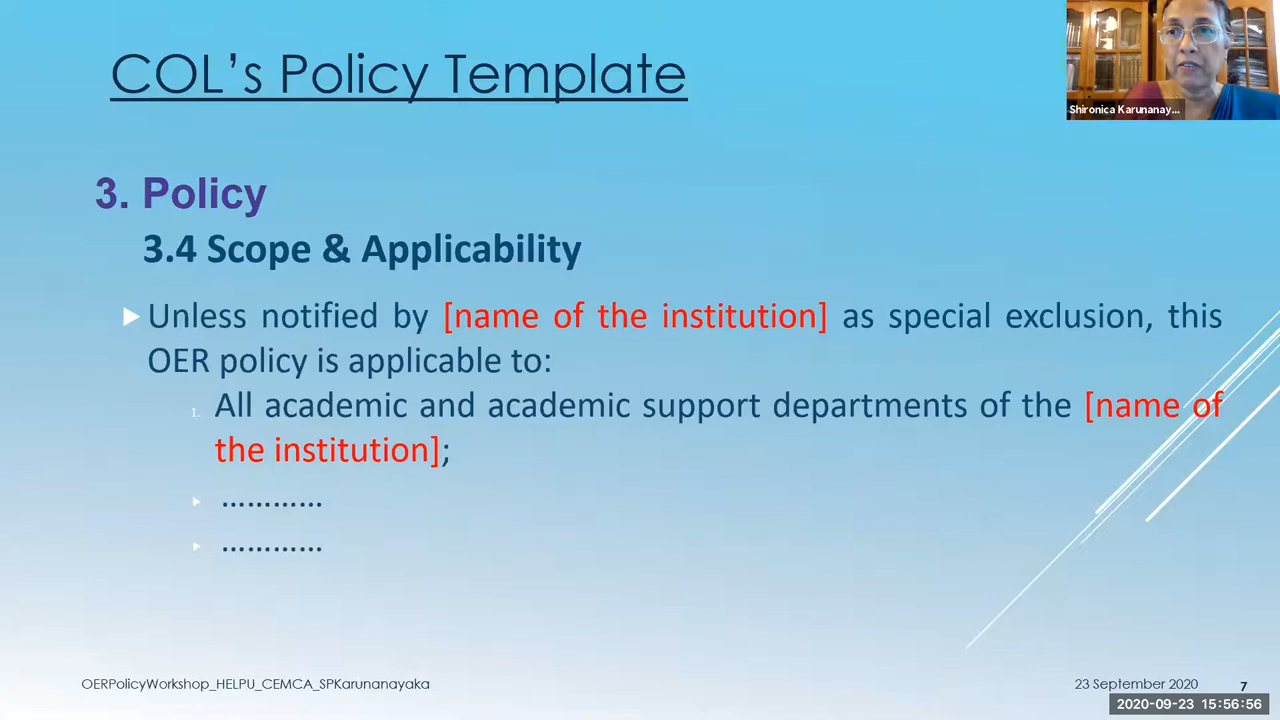 COL’s Policy Template
Shironica Karunanay...
3. Policy
3.4 Scope & Applicability
Unless notified by [name of the institution] as special exclusion, this
OER policy is applicable to:
1. All academic and academic support departments of the [name of
the institution];
…………
…………
OERPolicyWorkshop_HELPU_CEMCA_SPKarunanayaka
23 September 2020 7
2020-09-23 15:56:56